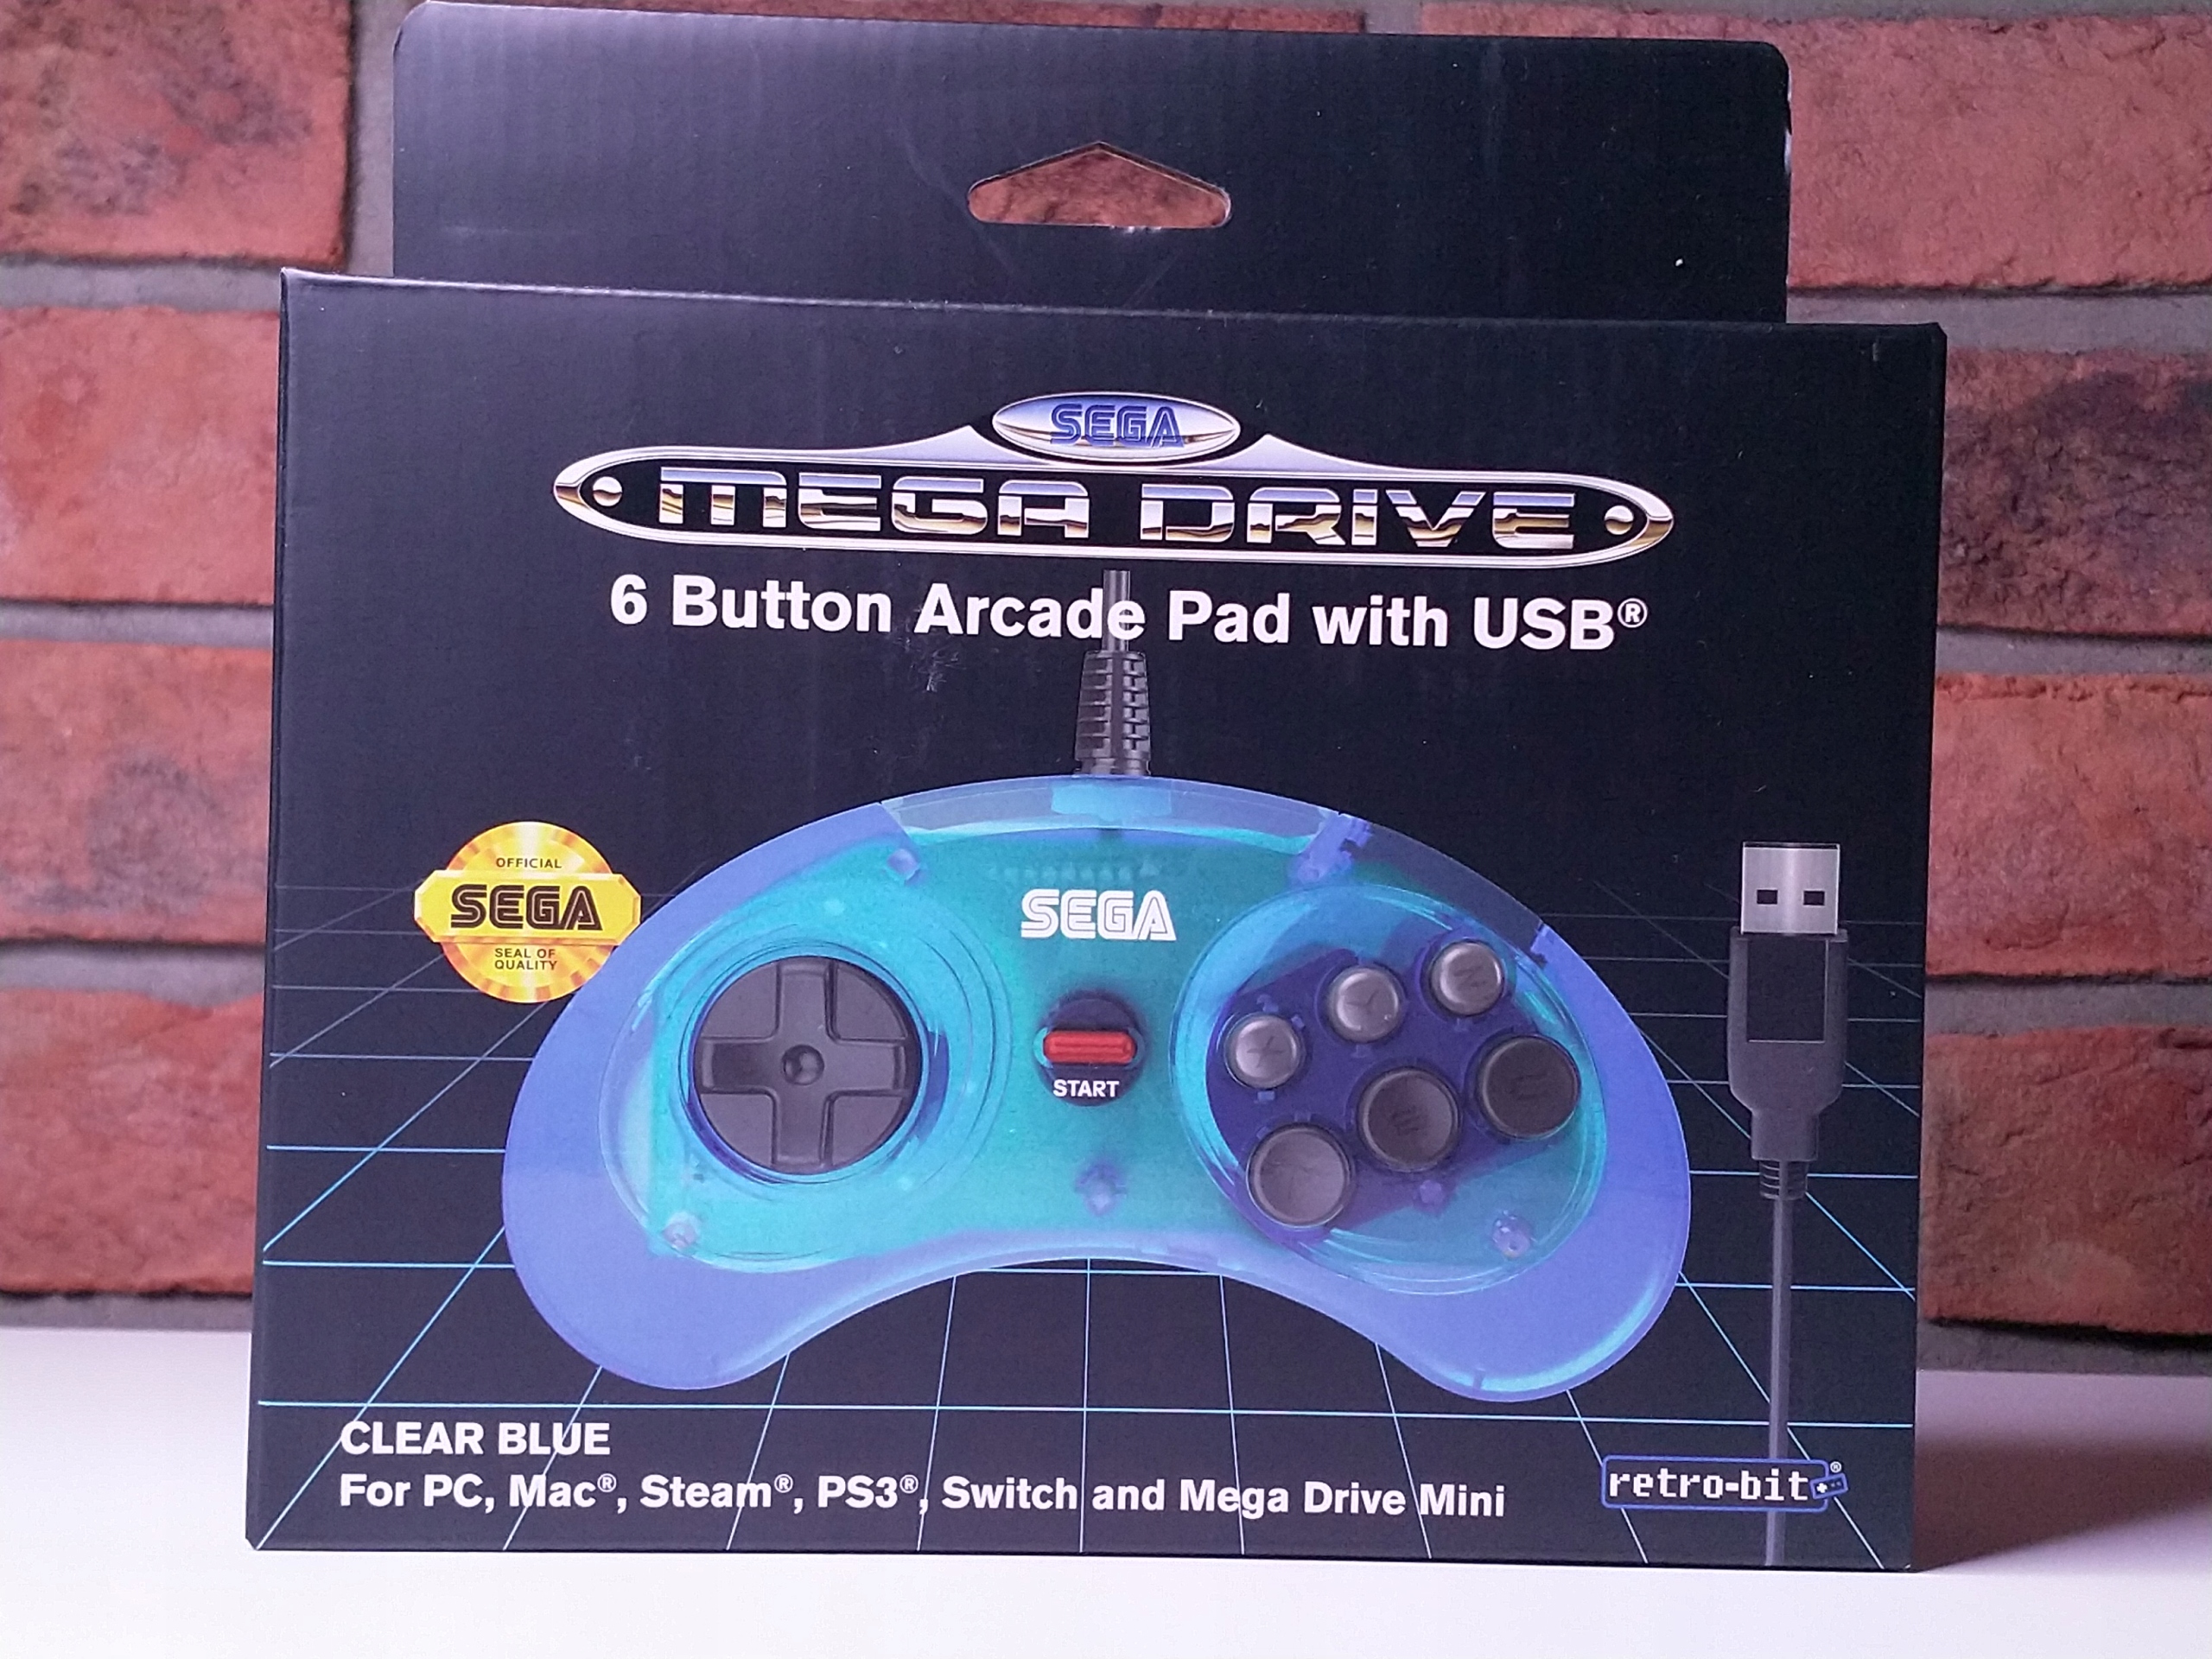 SEGA
MEGA DRIVE
6 Button Arcade Pad with USB®
OFFICIAL
SEGA
SEAL OF
QUALITY
SEGA
START
X Y Z
B C
CLEAR BLUE
For PC, Mac®, Steam®, PS3®, Switch and Mega Drive Mini
retro-bit®